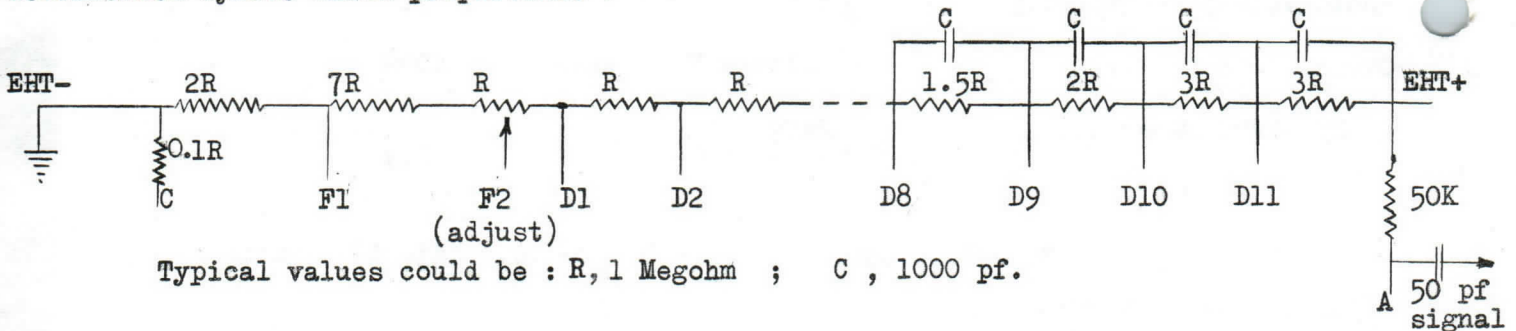 C C C C
EHT- 2R 7R R R R 1.5R 2R 3R 3R EHT+
0.1R
C F1 F2 D1 D2 D8 D9 D10 D11 50K
(adjust)
Typical values could be : R, 1 Megohm ; C , 1000 pf.
A 50 pf
signal